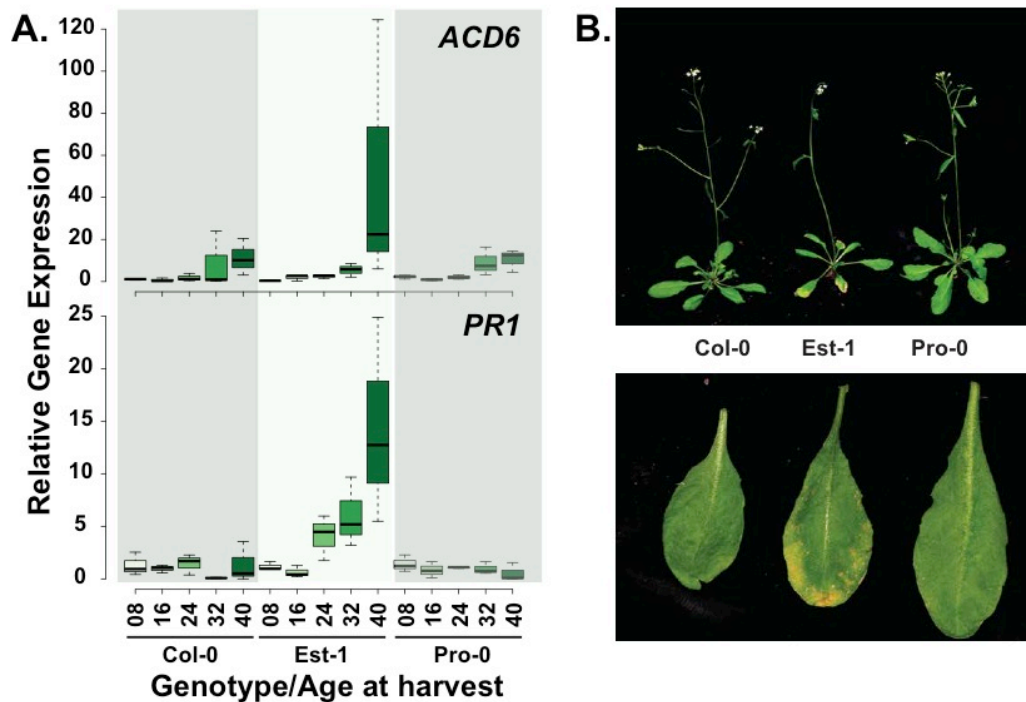 A.
ACD6
120
100
80
60
40
20
0
PR1
25
20
15
10
5
0
Relative Gene Expression
08 16 24 32 40 08 16 24 32 40 08 16 24 32 40
Col-0 Est-1 Pro-0
Genotype/Age at harvest
B.
Col-0 Est-1 Pro-0